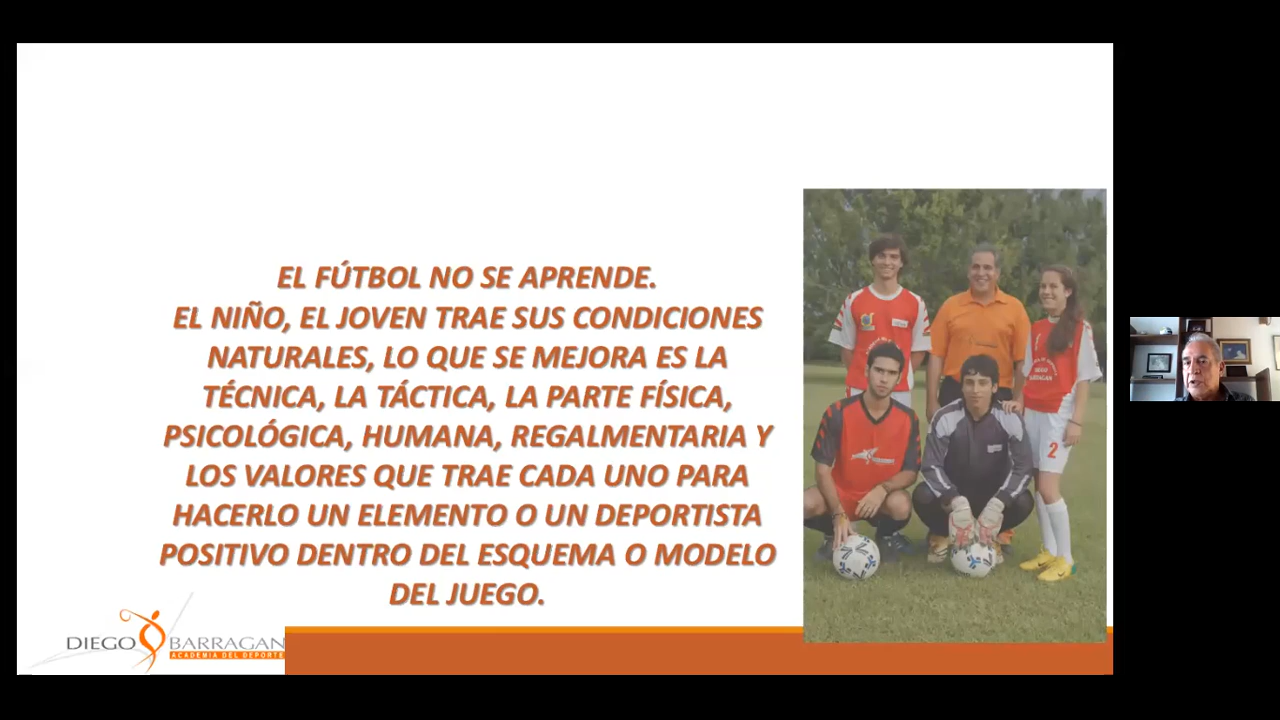 EL FÚTBOL NO SE APRENDE.
EL NIÑO, EL JOVEN TRAE SUS CONDICIONES
NATURALES, LO QUE SE MEJORA ES LA
TÉCNICA, LA TÁCTICA, LA PARTE FÍSICA,
PSICOLÓGICA, HUMANA, REGALMENTARIA Y
LOS VALORES QUE TRAE CADA UNO PARA
HACERLO UN ELEMENTO O UN DEPORTISTA
POSITIVO DENTRO DEL ESQUEMA O MODELO
DEL JUEGO.
DIEGO BARRAGAN
ACADEMIA DEL DEPORTE
2